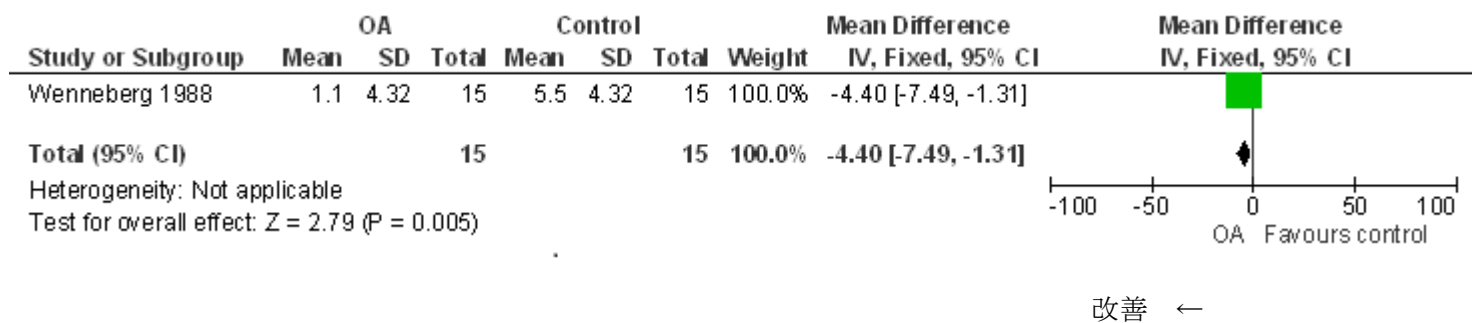 OA Control Mean Difference Mean Difference
Study or Subgroup Mean SD Total Mean SD Total Weight IV, Fixed, 95% CI IV, Fixed, 95% CI
Wenneberg 1988 1.1 4.32 15 5.5 4.32 15 100.0% -4.40 [-7.49, -1.31]
Total (95% CI) 15 15 100.0% -4.40 [-7.49, -1.31]
Heterogeneity: Not applicable
Test for overall effect: Z = 2.79 (P = 0.005)
-100 -50 0 50 100
OA Favours control
改善 ←